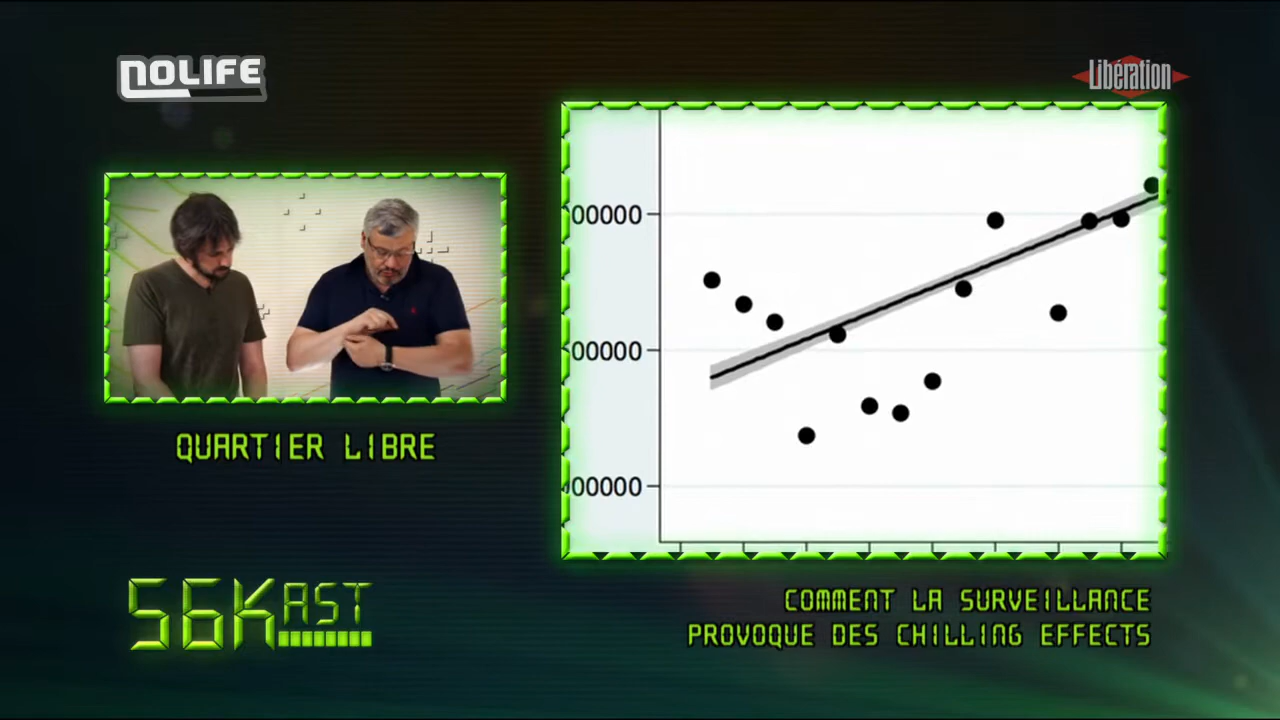 NOLIFE
Libération
00000
00000
00000
QUARTIER LIBRE
56KAST
COMMENT LA SURVEILLANCE
PROVOQUE DES CHILLING EFFECTS